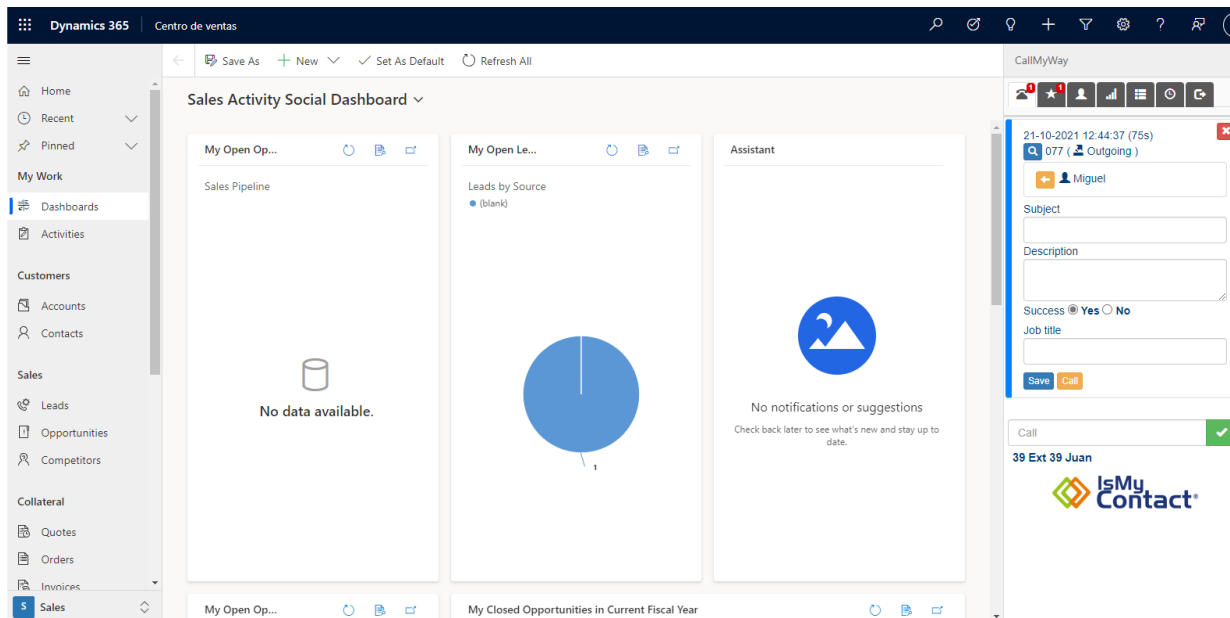 Dynamics 365
Centro de ventas
Save As
New
Set As Default
Refresh All
Home
Recent
Pinned
My Work
Dashboards
Activities
Customers
Accounts
Contacts
Sales
Leads
Opportunities
Competitors
Collateral
Quotes
Orders
Invoices
S Sales
Sales Activity Social Dashboard
My Open Op...
Sales Pipeline
No data available.
My Open Le...
Leads by Source
(blank)
1
Assistant
No notifications or suggestions
Check back later to see what's new and stay up to
date.
My Open Op...
My Closed Opportunities in Current Fiscal Year
CallMyWay
1
1
21-10-2021 12:44:37 (75s)
077 ( Outgoing )
Miguel
Subject
Description
Success Yes No
Job title
Save Call
Call
39 Ext 39 Juan
IsMy
Contact®